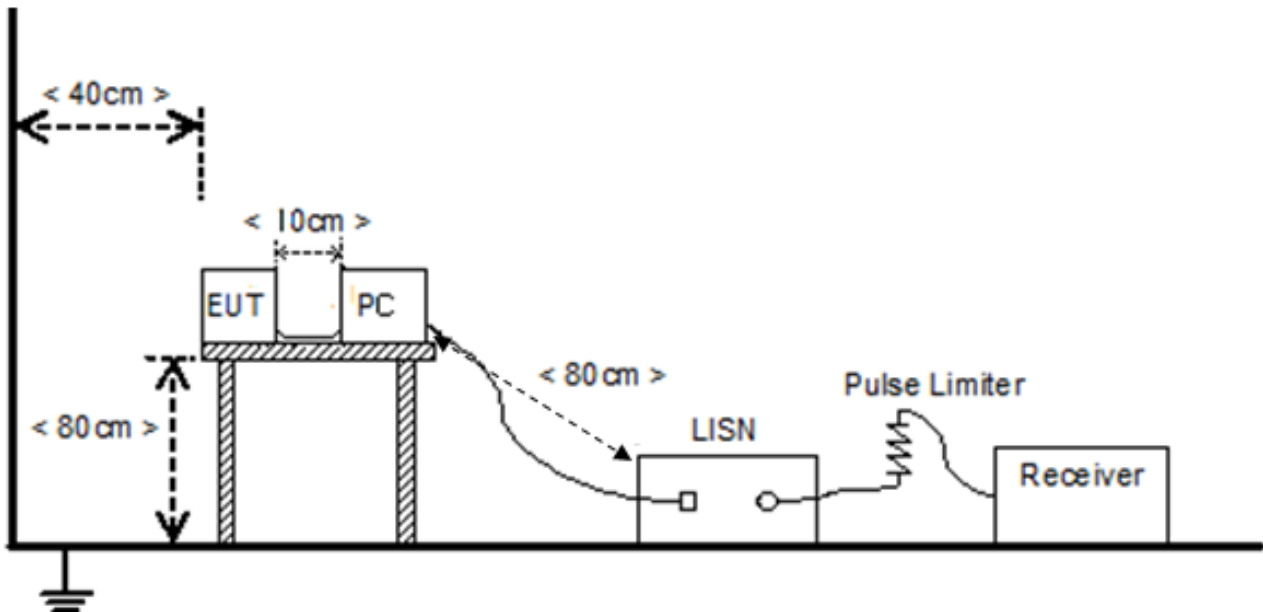 < 40cm >
< 10cm >
EUT
PC
< 80cm >
< 80cm >
Pulse Limiter
LISN
Receiver